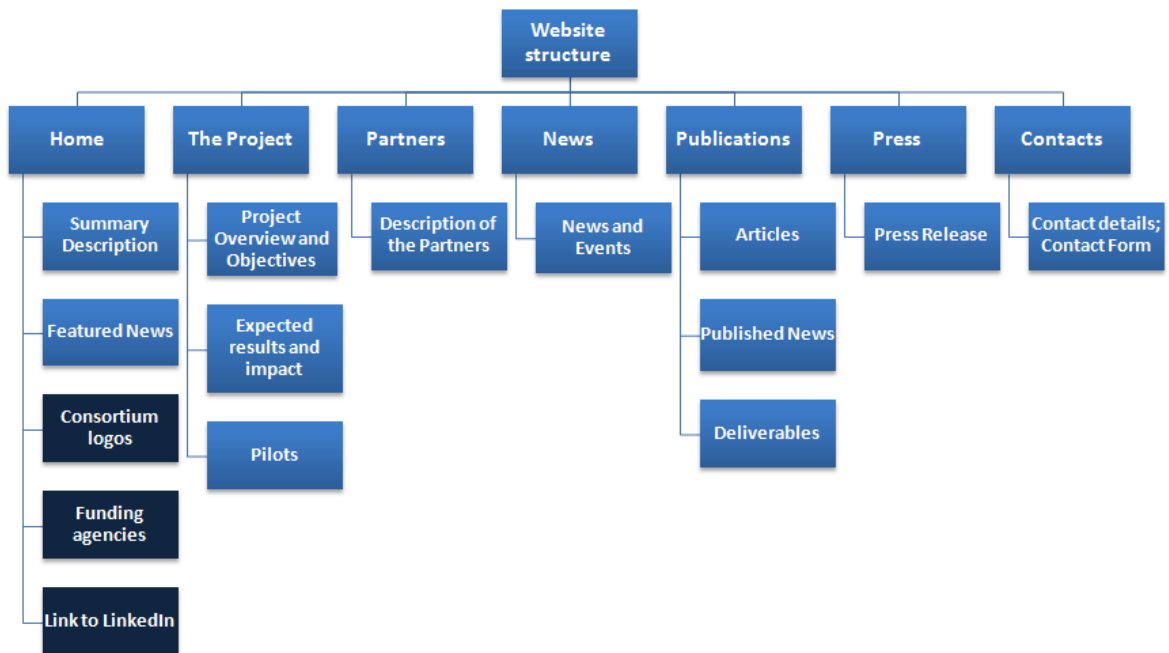 Website
structure
Home
The Project
Partners
News
Publications
Press
Contacts
Summary
Description
Featured News
Consortium
logos
Funding
agencies
Link to LinkedIn
Project
Overview and
Objectives
Expected
results and
impact
Pilots
Description of
the Partners
News and
Events
Articles
Published News
Deliverables
Press Release
Contact details;
Contact Form